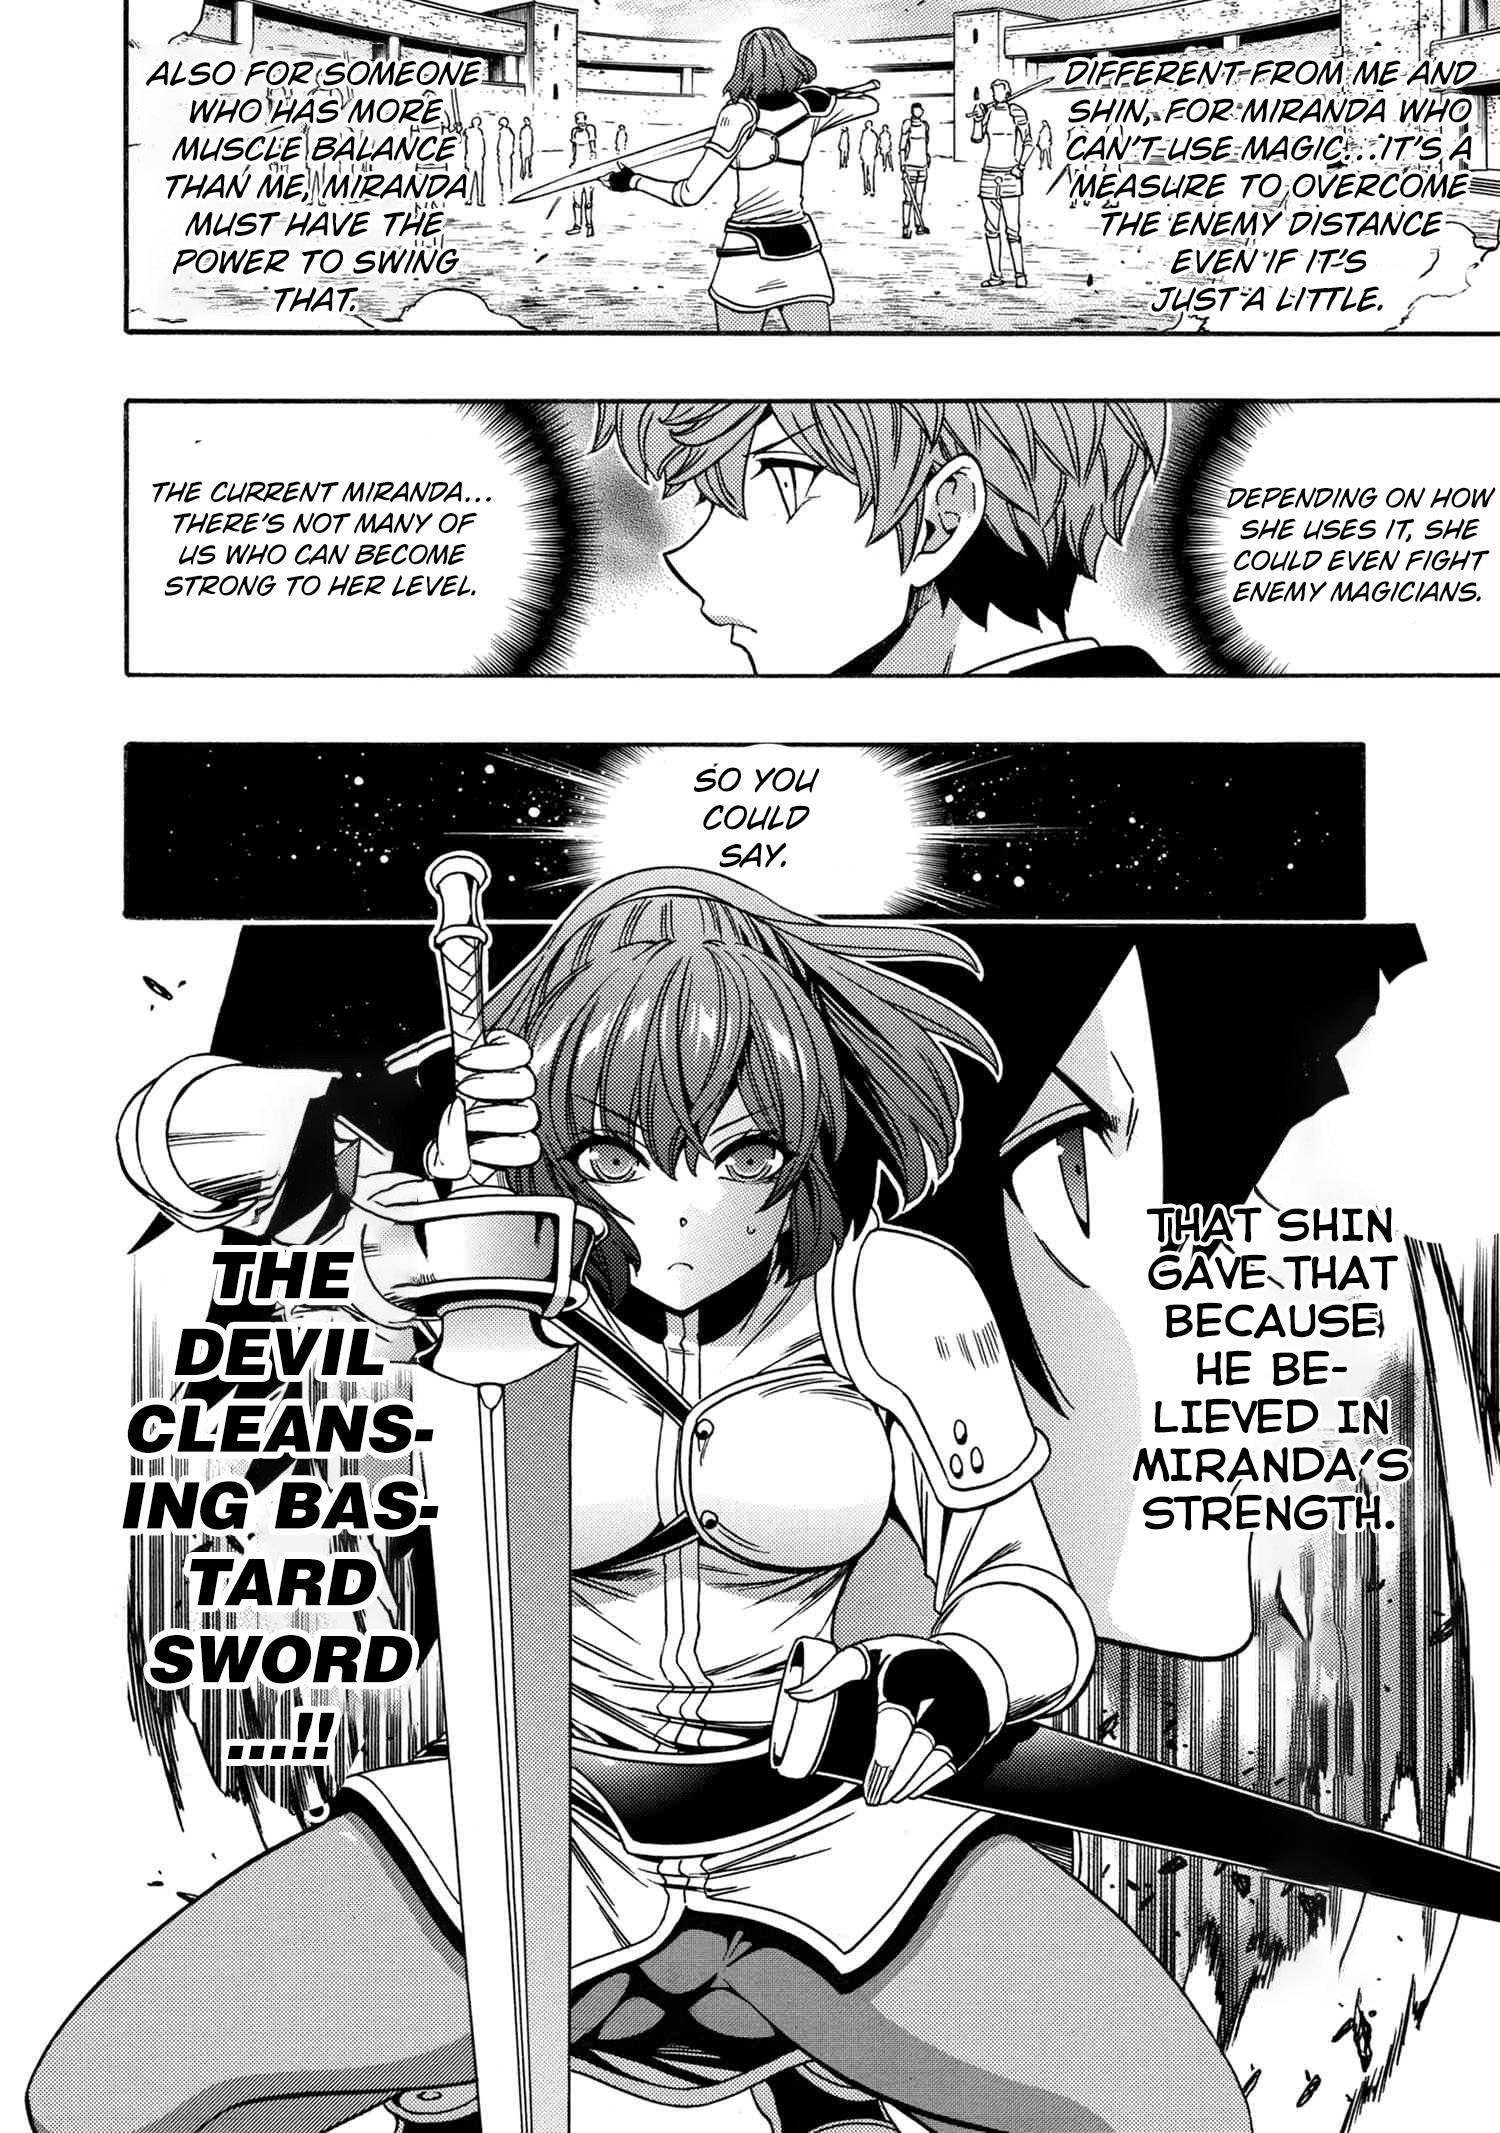 DIFFERENT FROM ME AND
SHIN, FOR MIRANDA WHO
CAN'T USE MAGIC...IT'S A
MEASURE TO OVERCOME
THE ENEMY DISTANCE
EVEN IF IT'S
JUST A LITTLE.
ALSO FOR SOMEONE
WHO HAS MORE
MUSCLE BALANCE
THAN ME, MIRANDA
MUST HAVE THE
POWER TO SWING
THAT.
DEPENDING ON HOW
SHE USES IT, SHE
COULD EVEN FIGHT
ENEMY MAGICIANS.
THE CURRENT MIRANDA...
THERE'S NOT MANY OF
US WHO CAN BECOME
STRONG TO HER LEVEL.
SO YOU
COULD
SAY.
THAT SHIN
GAVE THAT
BECAUSE
HE BE-
LIEVED IN
MIRANDA'S
STRENGTH.
THE
DEVIL
CLEANS-
ING BAS-
TARD
SWORD
...!!